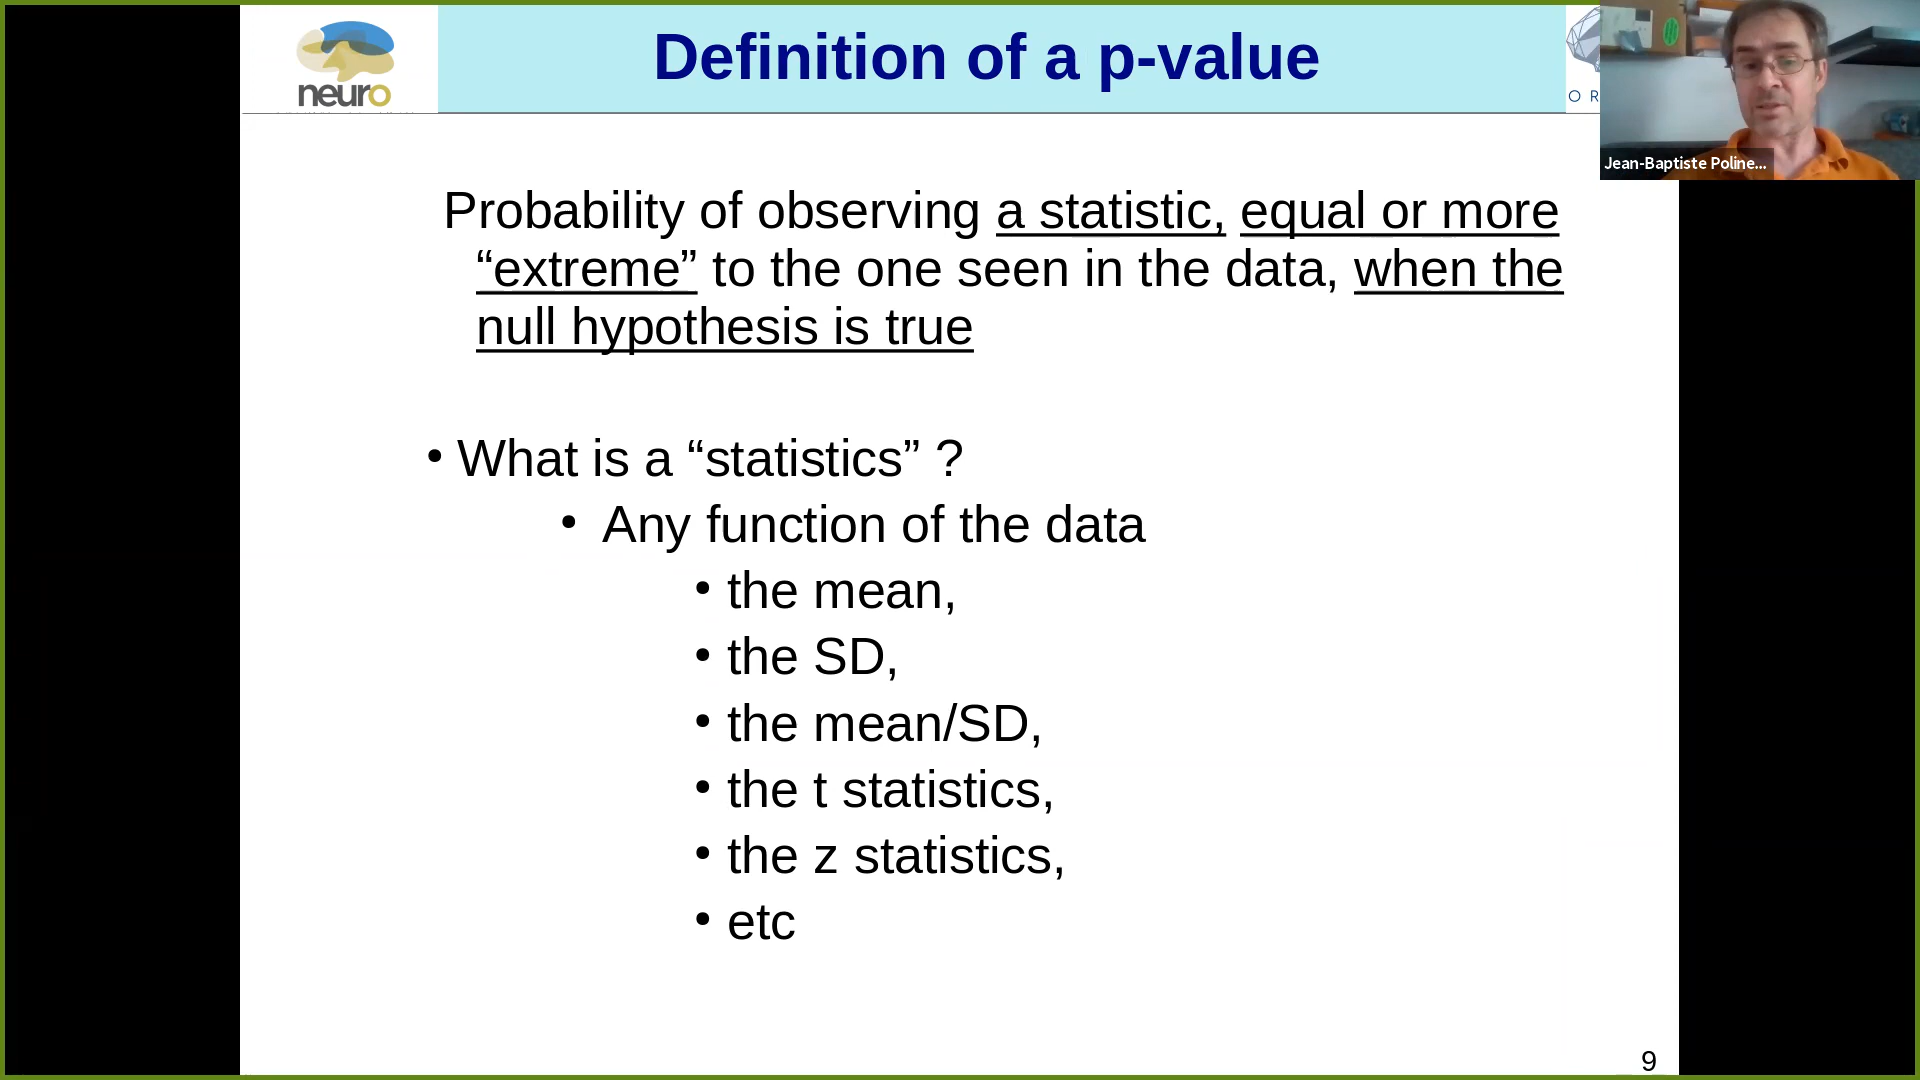 neuro
Definition of a p-value
O R
Jean-Baptiste Poline...
Probability of observing a statistic, equal or more
“extreme” to the one seen in the data, when the
null hypothesis is true
• What is a “statistics” ?
• Any function of the data
• the mean,
• the SD,
• the mean/SD,
• the t statistics,
• the z statistics,
• etc
9